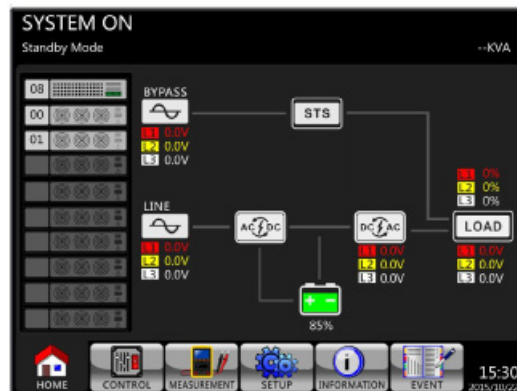 SYSTEM ON
Standby Mode
--KVA
08
00
01
BYPASS
L1 0.0V
L2 0.0V
L3 0.0V
STS
L1 0%
L2 0%
L3 0%
LINE
L1 0.0V
L2 0.0V
L3 0.0V
AC DC
DC AC
L1 0.0V
L2 0.0V
L3 0.0V
LOAD
L1 0.0V
L2 0.0V
L3 0.0V
85%
HOME
CONTROL
MEASUREMENT
SETUP
INFORMATION
EVENT
15:30